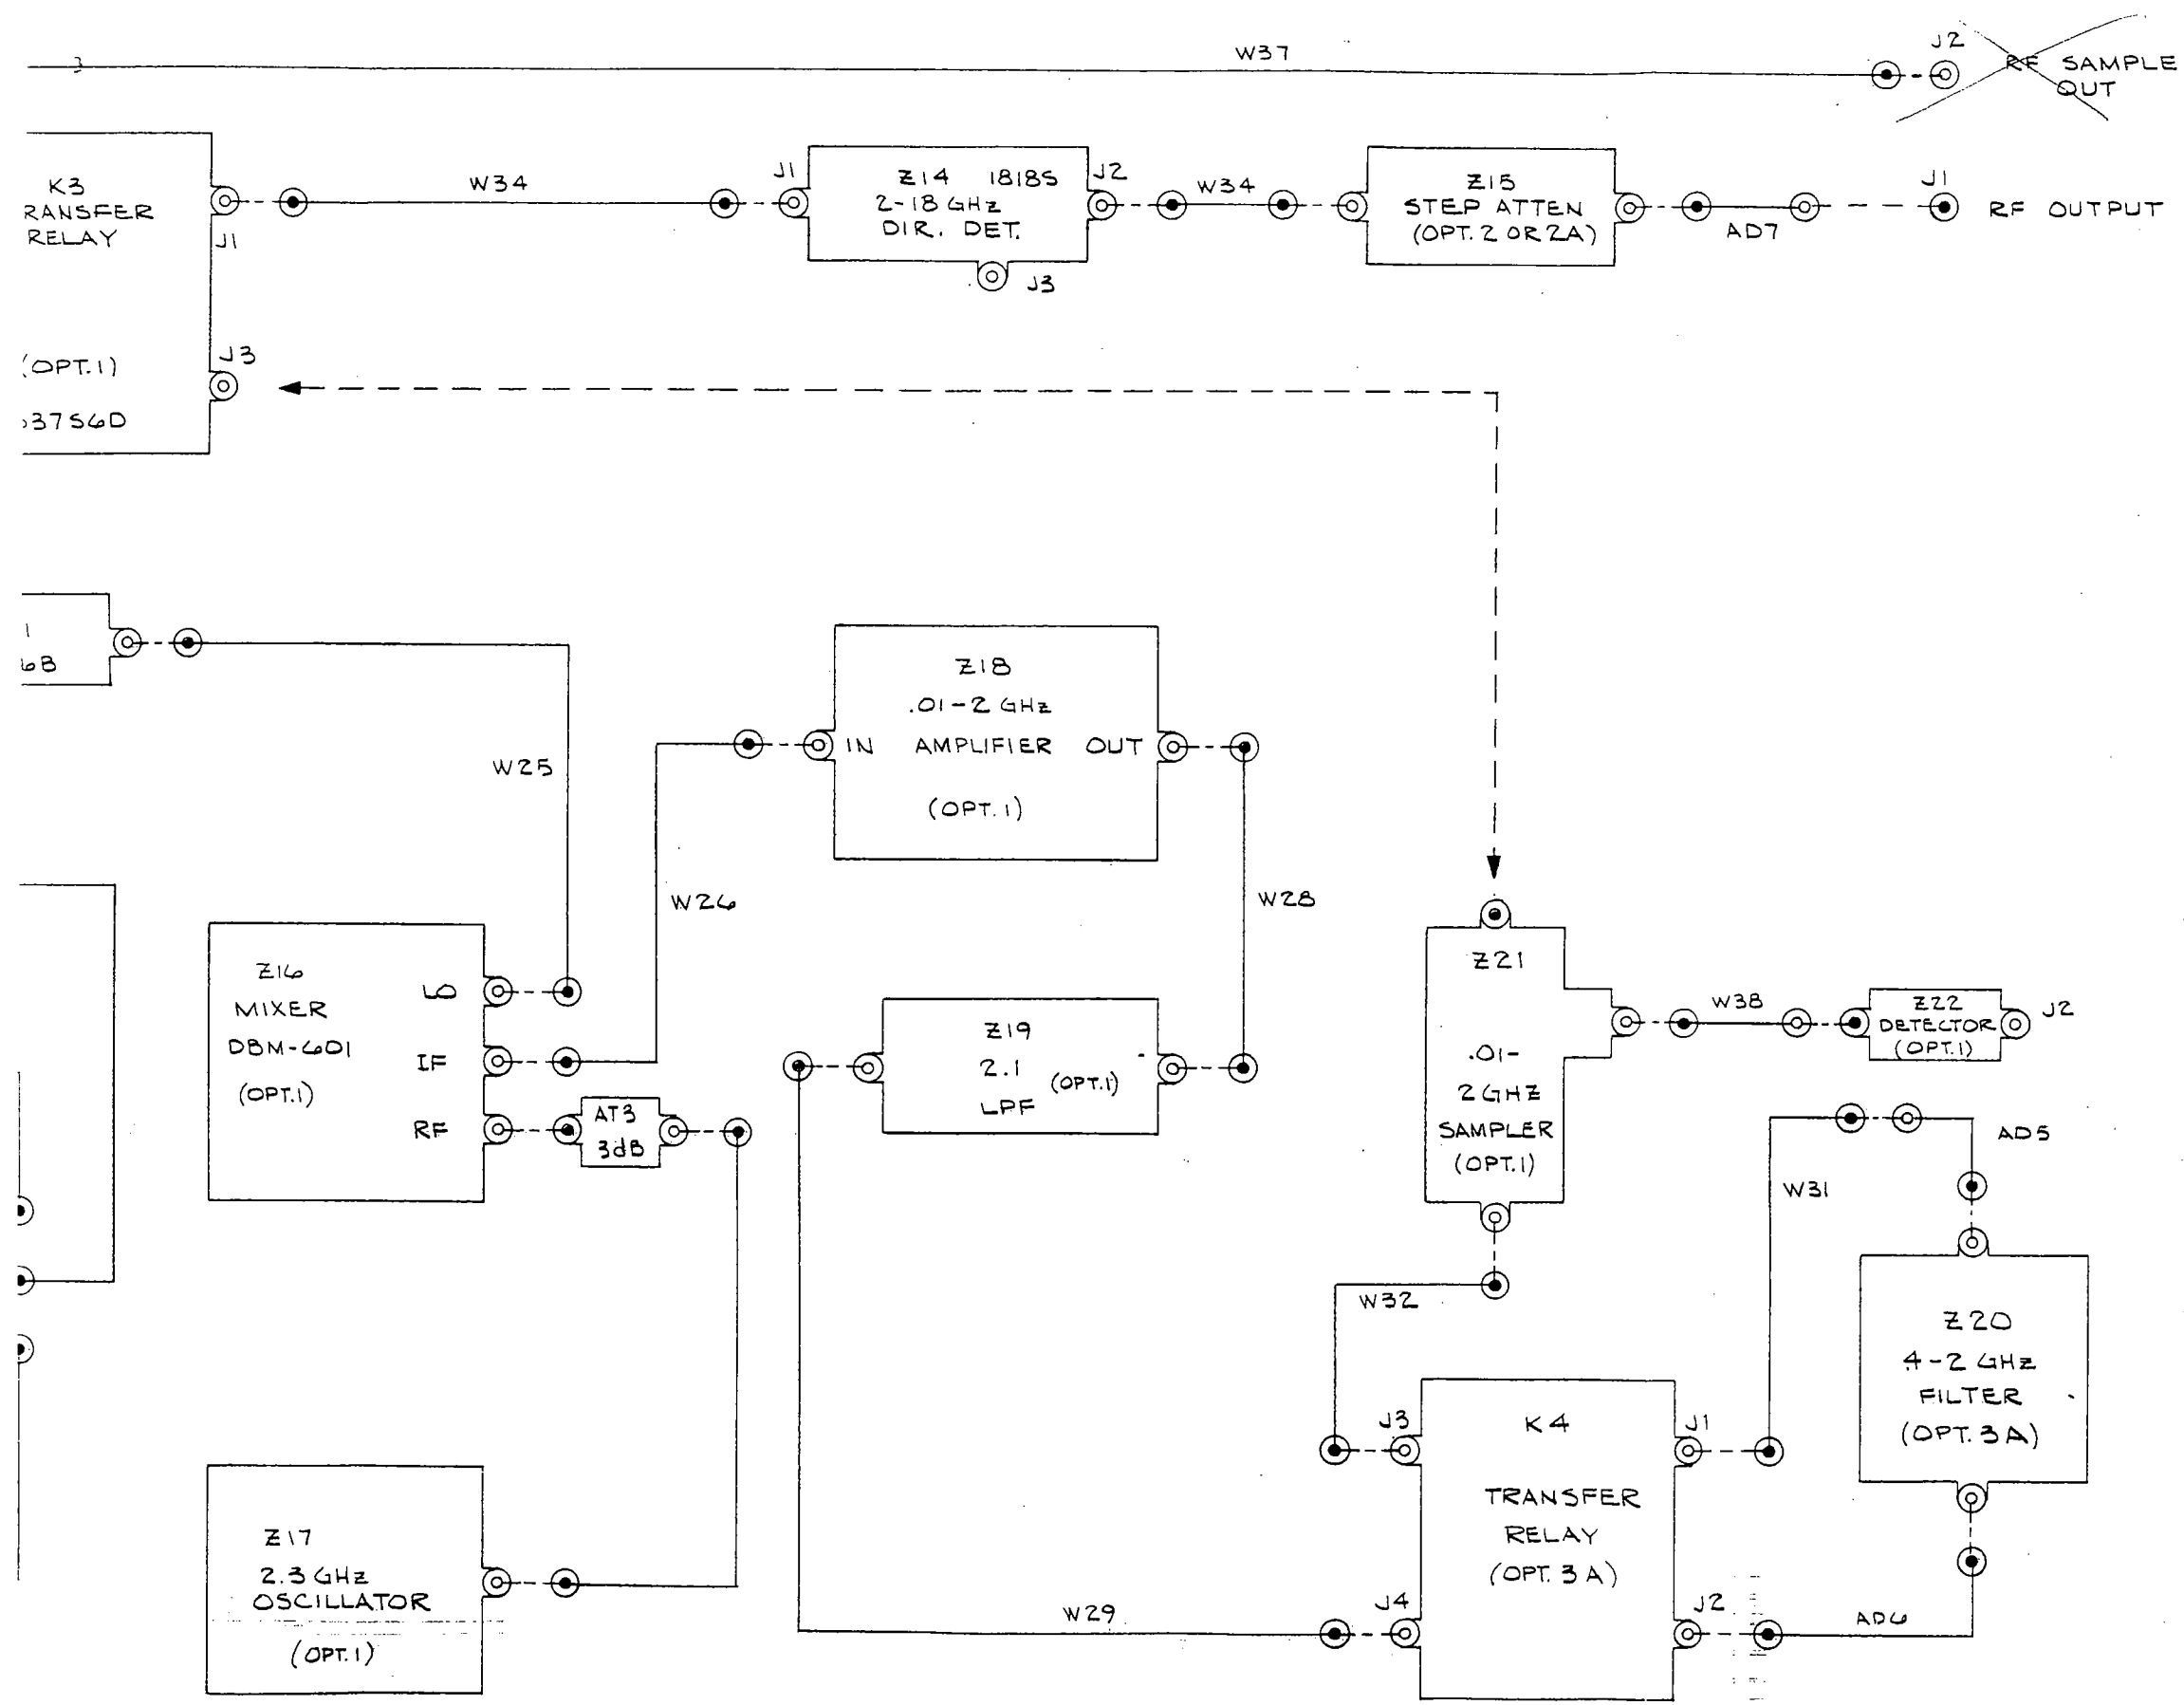 W37
J2
RF SAMPLE
OUT
K3
RANSFER
RELAY
J1
W34
J1
Z14 1818S
2-18 GHz
DIR. DET.
J2
J3
W34
Z15
STEP ATTEN
(OPT. 2 OR 2A)
AD7
J1
RF OUTPUT
J3
(OPT.1)
37S6D
1
6B
W25
Z18
.01-2 GHz
IN AMPLIFIER OUT
(OPT.1)
W26
W28
Z16
MIXER
DBM-601
(OPT.1)
LO
IF
RF
AT3
3dB
Z19
2.1
(OPT.1)
LPF
Z21
.01-
2 GHZ
SAMPLER
(OPT.1)
W38
Z22
DETECTOR
(OPT.1)
J2
AD5
W31
W32
Z20
.4-2 GHz
FILTER
(OPT. 3A)
J3
K4
J1
TRANSFER
RELAY
(OPT. 3A)
J4
J2
W29
AD6
Z17
2.3 GHz
OSCILLATOR
(OPT.1)